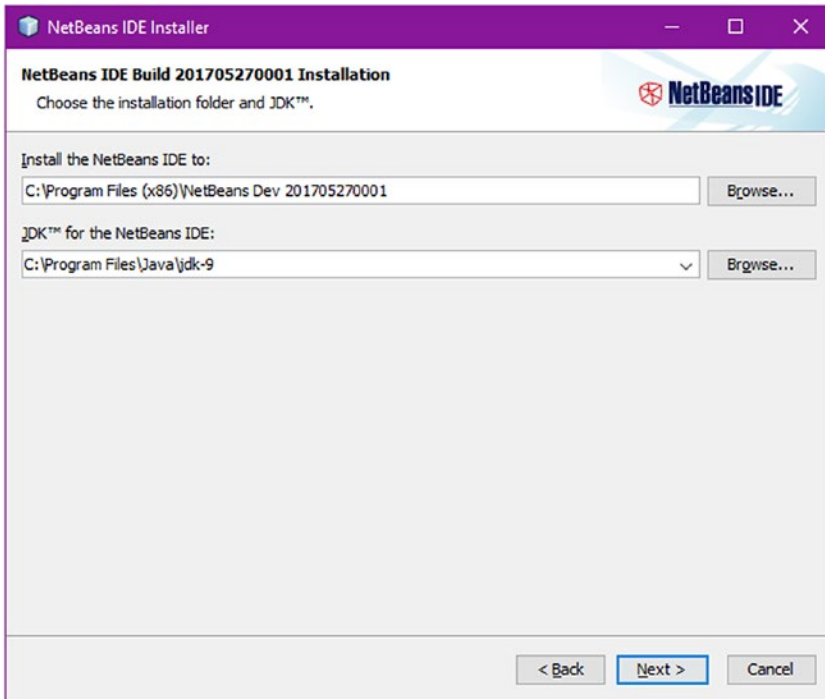 NetBeans IDE Installer
NetBeans IDE Build 201705270001 Installation
Choose the installation folder and JDK™.
NetBeans IDE
Install the NetBeans IDE to:
C:\Program Files (x86)\NetBeans Dev 201705270001
Browse...
JDK™ for the NetBeans IDE:
C:\Program Files\Java\jdk-9
Browse...
< Back
Next >
Cancel